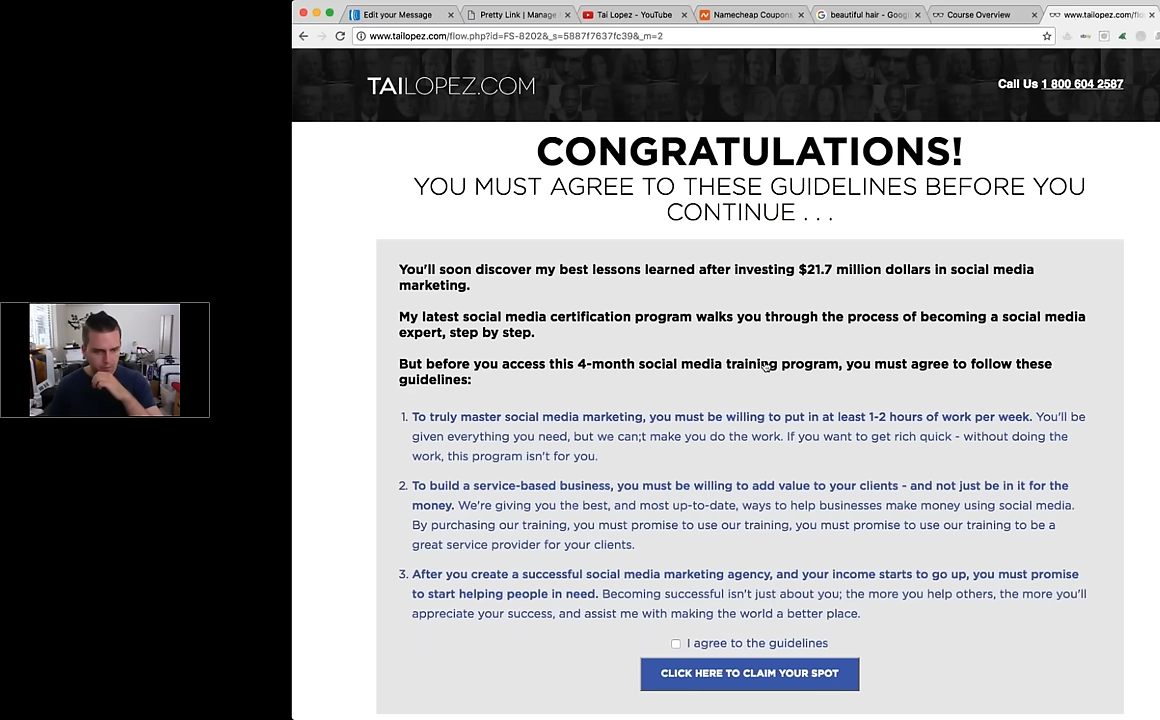 Edit your Message
Pretty Link | Manage
Tai Lopez - YouTube
Namecheap Coupons
beautiful hair - Goog
Course Overview
www.tailopez.com/flo
www.tailopez.com/flow.php?id=FS-8202&_s=5887f7637fc39&_m=2
TAILOPEZ.COM
Call Us 1 800 604 2587
CONGRATULATIONS!
YOU MUST AGREE TO THESE GUIDELINES BEFORE YOU
CONTINUE . . .
You'll soon discover my best lessons learned after investing $21.7 million dollars in social media
marketing.
My latest social media certification program walks you through the process of becoming a social media
expert, step by step.
But before you access this 4-month social media training program, you must agree to follow these
guidelines:
1. To truly master social media marketing, you must be willing to put in at least 1-2 hours of work per week. You'll be
given everything you need, but we can;t make you do the work. If you want to get rich quick - without doing the
work, this program isn't for you.
2. To build a service-based business, you must be willing to add value to your clients - and not just be in it for the
money. We're giving you the best, and most up-to-date, ways to help businesses make money using social media.
By purchasing our training, you must promise to use our training, you must promise to use our training to be a
great service provider for your clients.
3. After you create a successful social media marketing agency, and your income starts to go up, you must promise
to start helping people in need. Becoming successful isn't just about you; the more you help others, the more you'll
appreciate your success, and assist me with making the world a better place.
I agree to the guidelines
CLICK HERE TO CLAIM YOUR SPOT